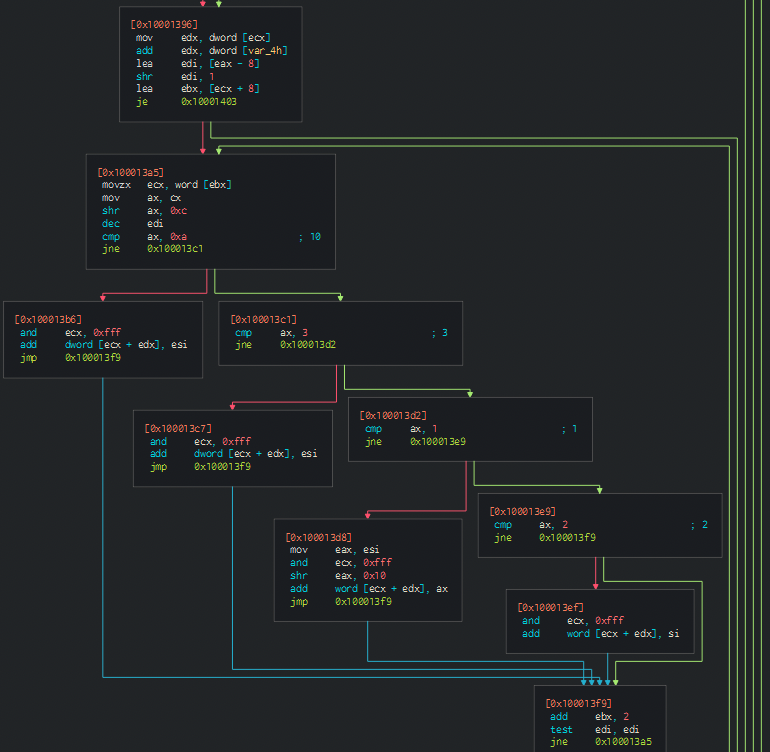 [0x10001396]
mov edx, dword [ecx]
add edx, dword [var_4h]
lea edi, [eax - 8]
shr edi, 1
lea ebx, [ecx + 8]
je 0x10001403
[0x100013a5]
movzx ecx, word [ebx]
mov ax, cx
shr ax, 0xc
dec edi
cmp ax, 0xa ; 10
jne 0x100013c1
[0x100013b6]
and ecx, 0xfff
add dword [ecx + edx], esi
jmp 0x100013f9
[0x100013c1]
cmp ax, 3 ; 3
jne 0x100013d2
[0x100013c7]
and ecx, 0xfff
add dword [ecx + edx], esi
jmp 0x100013f9
[0x100013d2]
cmp ax, 1 ; 1
jne 0x100013e9
[0x100013d8]
mov eax, esi
and ecx, 0xfff
shr eax, 0x10
add word [ecx + edx], ax
jmp 0x100013f9
[0x100013e9]
cmp ax, 2 ; 2
jne 0x100013f9
[0x100013ef]
and ecx, 0xfff
add word [ecx + edx], si
[0x100013f9]
add ebx, 2
test edi, edi
jne 0x100013a5